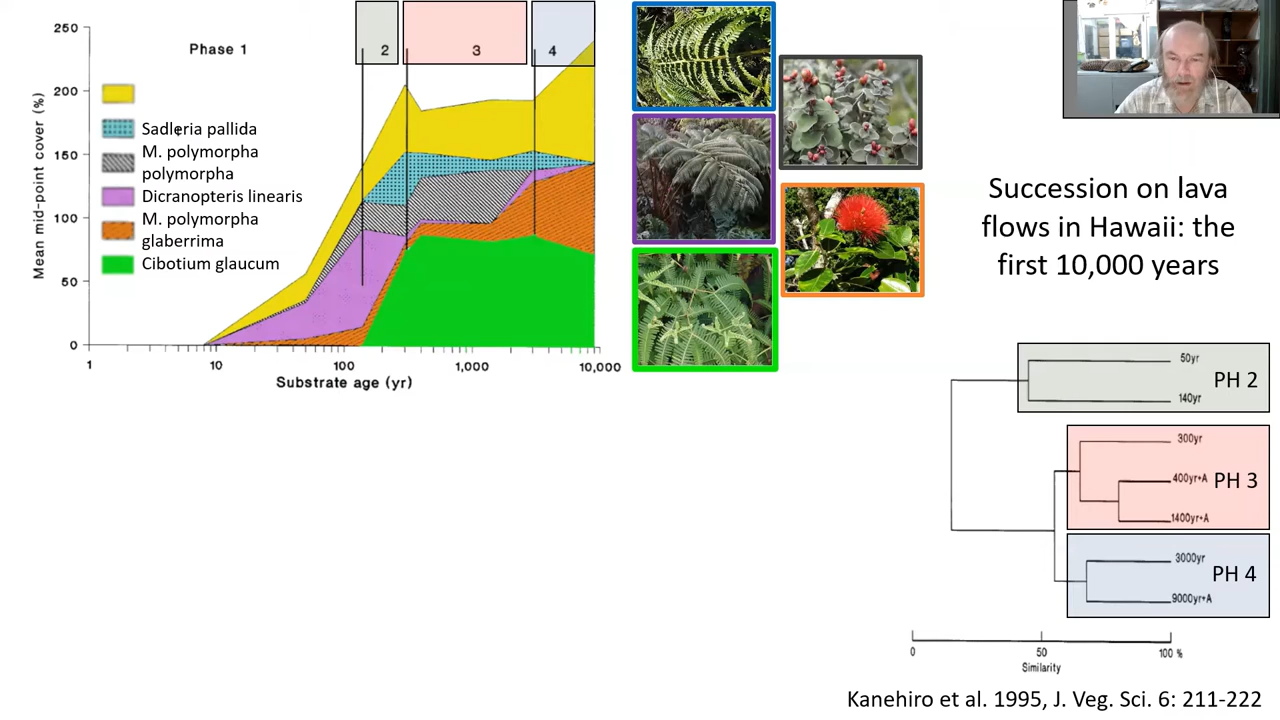 250
200
150
100
50
0
Mean mid-point cover (%)
Phase 1
2
3
4
Sadleria pallida
M. polymorpha
polymorpha
Dicranopteris linearis
M. polymorpha
glaberrima
Cibotium glaucum
1
10
100
1,000
10,000
Substrate age (yr)
Succession on lava
flows in Hawaii: the
first 10,000 years
50yr
PH 2
140yr
300yr
400yr+A
PH 3
1400yr+A
3000yr
PH 4
9000yr+A
0
50
100 %
Similarity
Kanehiro et al. 1995, J. Veg. Sci. 6: 211-222